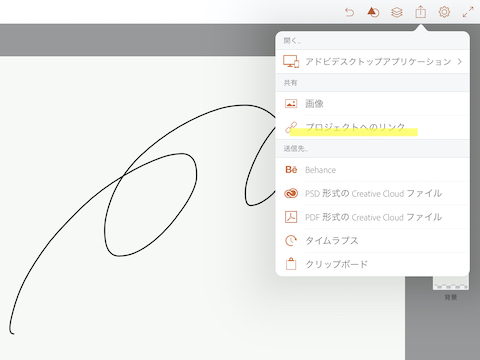 開く。
アドビデスクトップアプリケーション
共有
画像
プロジェクトへのリンク
送信先。
Bē Behance
PSD 形式の Creative Cloud ファイル
PDF 形式の Creative Cloud ファイル
タイムラプス
クリップボード
背景